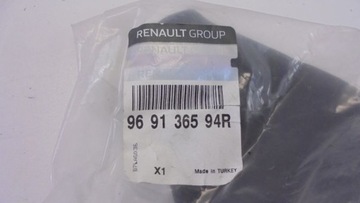 RENAULT GROUP
96 91 365 94R
X1
Made in TURKEY